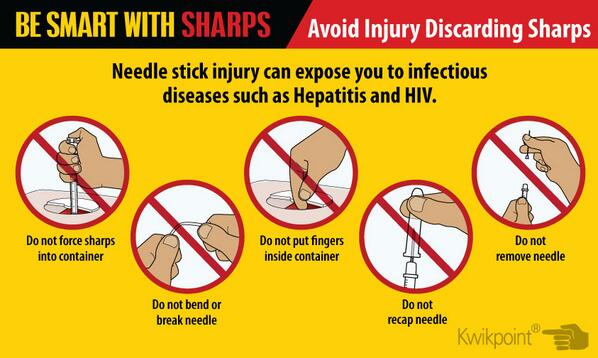 BE SMART WITH SHARPS
Avoid Injury Discarding Sharps
Needle stick injury can expose you to infectious
diseases such as Hepatitis and HIV.
Do not force sharps
into container
Do not bend or
break needle
Do not put fingers
inside container
Do not
recap needle
Do not
remove needle
Kwikpoint®